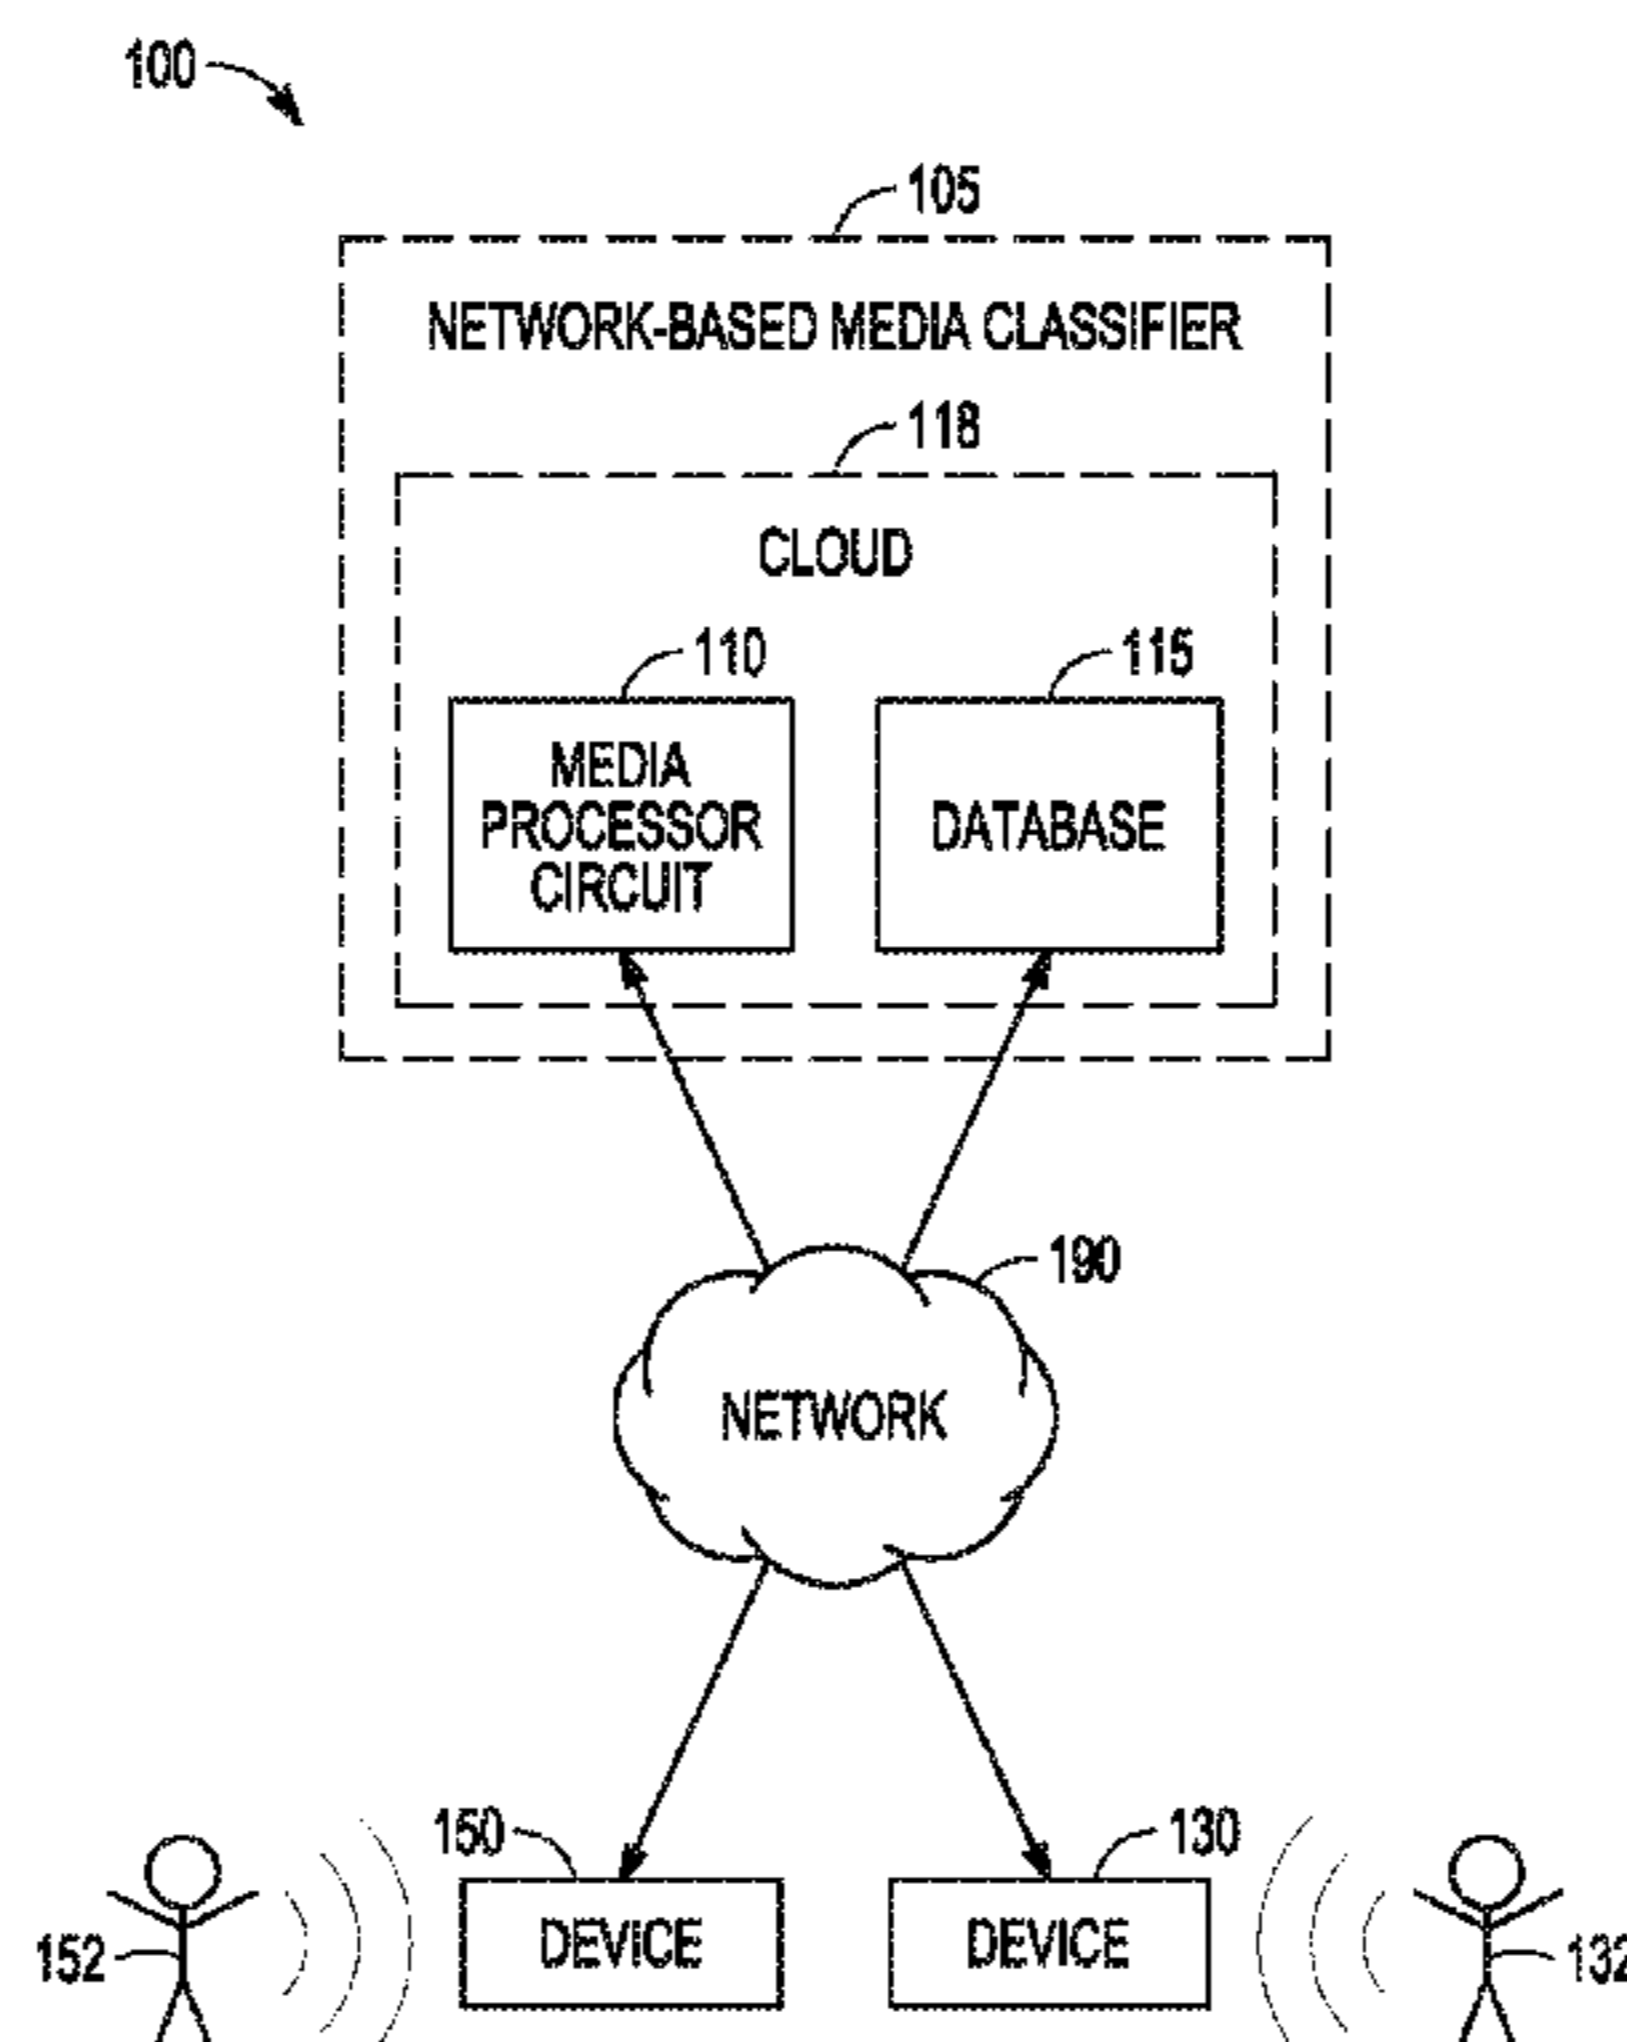 100
105
NETWORK-BASED MEDIA CLASSIFIER
118
CLOUD
110
115
MEDIA
PROCESSOR
CIRCUIT
DATABASE
190
NETWORK
150
130
DEVICE
DEVICE
152
132